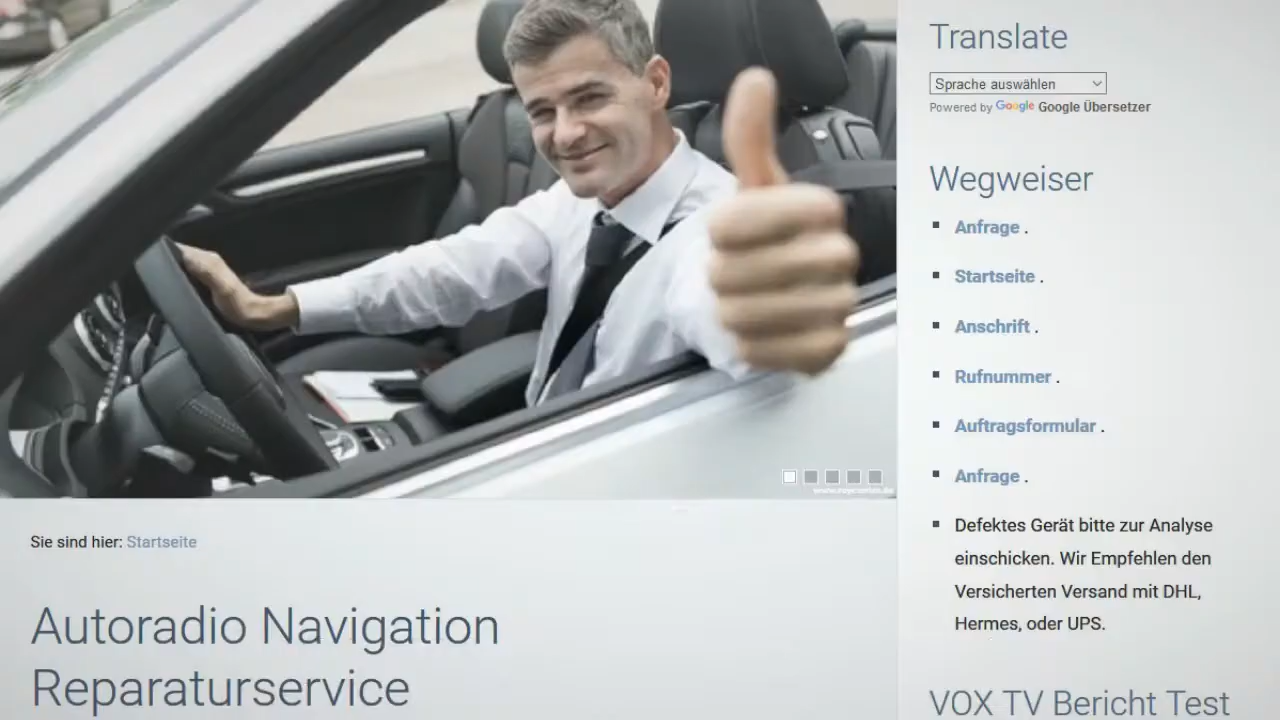 Translate
Sprache auswählen
Powered by Google Google Übersetzer
Wegweiser
Anfrage .
Startseite .
Anschrift .
Rufnummer .
Auftragsformular .
Anfrage .
Defektes Gerät bitte zur Analyse
einschicken. Wir Empfehlen den
Versicherten Versand mit DHL,
Hermes, oder UPS.
VOX TV Bericht Test
Sie sind hier: Startseite
Autoradio Navigation
Reparaturservice